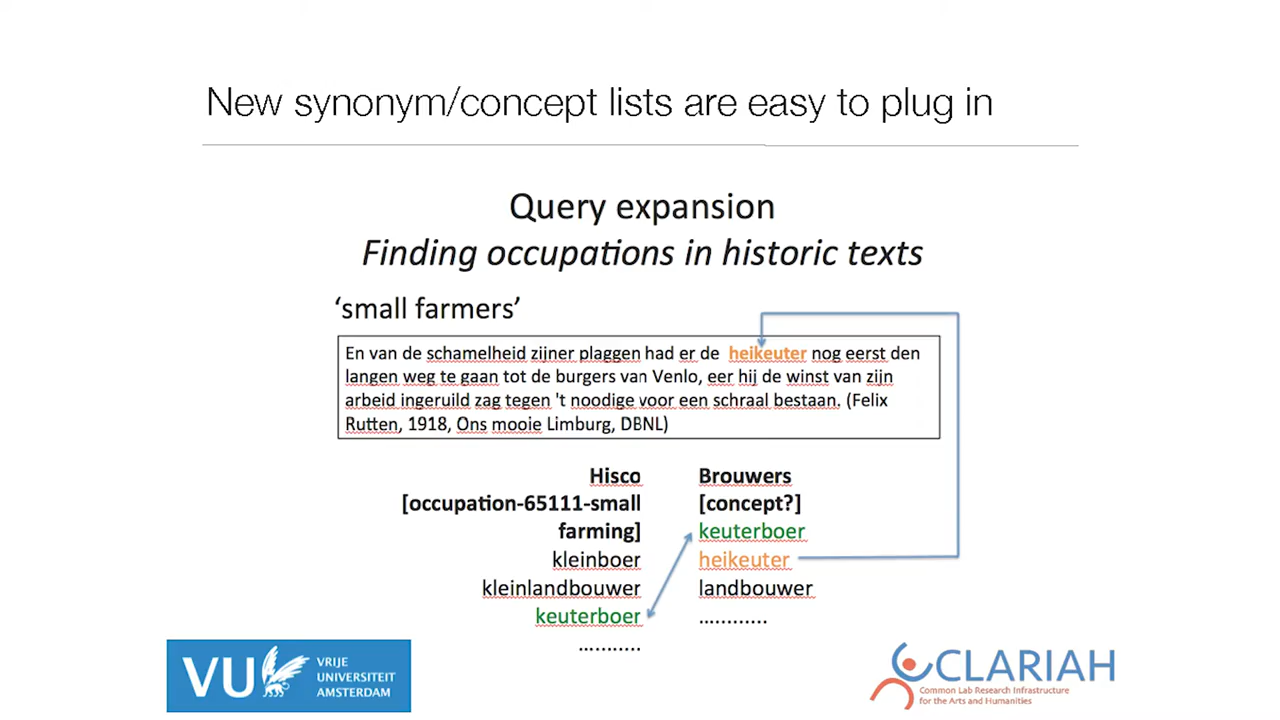 New synonym/concept lists are easy to plug in
Query expansion
Finding occupations in historic texts
‘small farmers’
En van de schamelheid zijner plaggen had er de heikeuter nog eerst den
langen weg te gaan tot de burgers van Venlo, eer hij de winst van zijn
arbeid ingeruild zag tegen 't noodige voor een schraal bestaan. (Felix
Rutten, 1918, Ons mooie Limburg, DBNL)
Hisco
[occupation-65111-small
farming]
kleinboer
kleinlandbouwer
keuterboer
...........
Brouwers
[concept?]
keuterboer
heikeuter
landbouwer
............
VU VRIJE
UNIVERSITEIT
AMSTERDAM
CLARIAH
Common Lab Research Infrastructure
for the Arts and Humanities